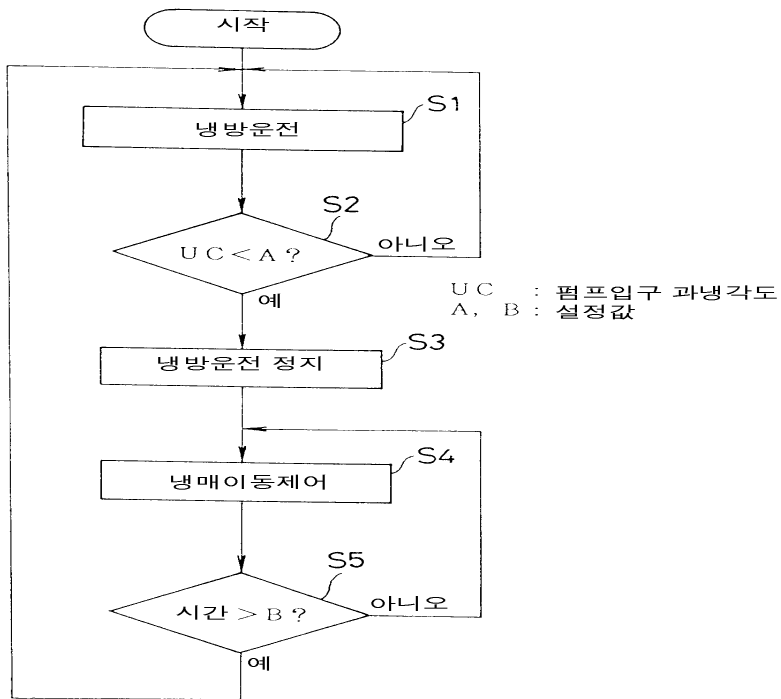 시작
냉방운전
S1
UC<A?
S2
아니오
예
UC : 펌프입구 과냉각도
A, B : 설정값
냉방운전 정지
S3
냉매이동제어
S4
시간>B?
S5
아니오
예